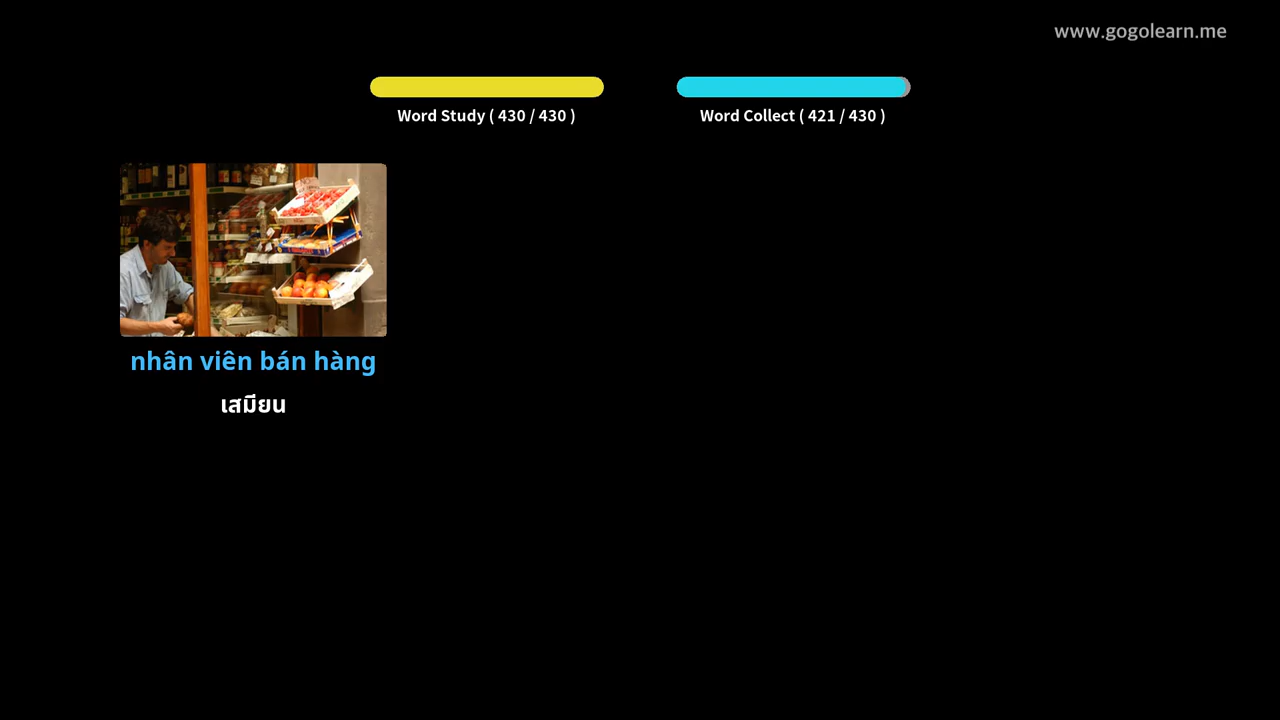 www.gogolearn.me
Word Study ( 430 / 430 )
Word Collect ( 421 / 430 )
nhân viên bán hàng
เสมียน